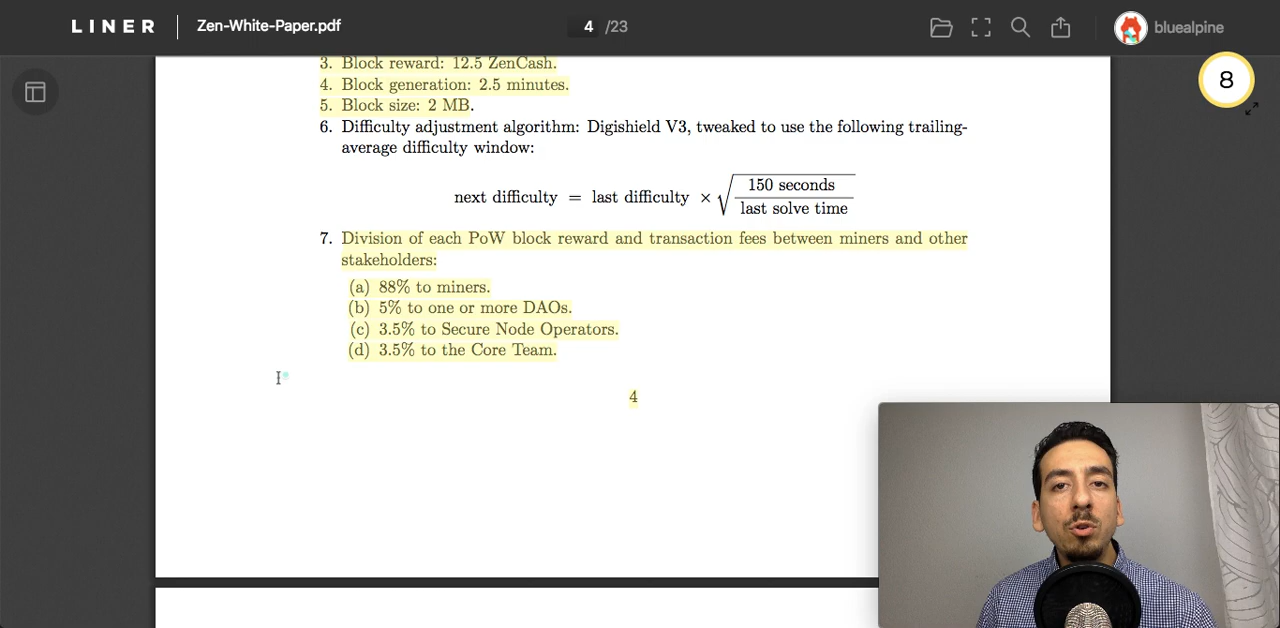 LINER
Zen-White-Paper.pdf
4 /23
bluealpine
8
3. Block reward: 12.5 ZenCash.
4. Block generation: 2.5 minutes.
5. Block size: 2 MB.
6. Difficulty adjustment algorithm: Digishield V3, tweaked to use the following trailing-
average difficulty window:
next difficulty = last difficulty × √
150 seconds
last solve time
7. Division of each PoW block reward and transaction fees between miners and other
stakeholders:
(a) 88% to miners.
(b) 5% to one or more DAOs.
(c) 3.5% to Secure Node Operators.
(d) 3.5% to the Core Team.
4